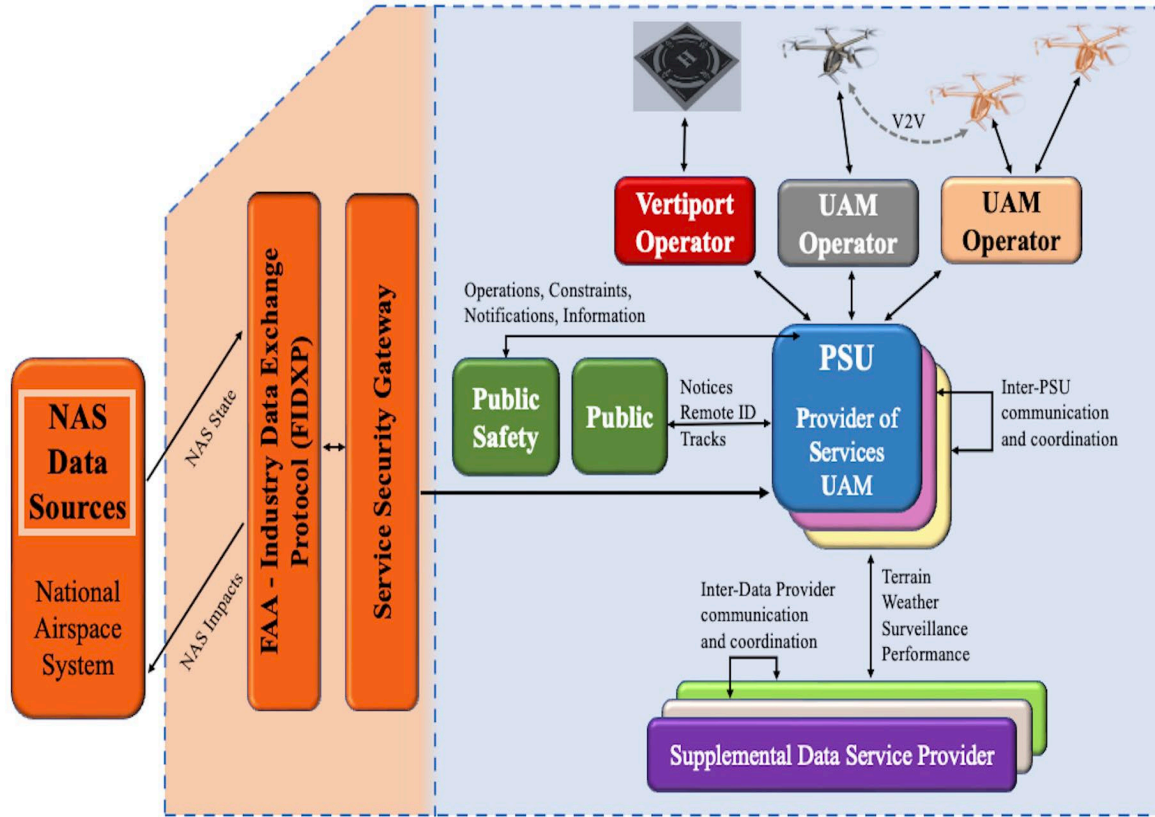 H
V2V
Vertiport
Operator
UAM
Operator
UAM
Operator
Operations, Constraints,
Notifications, Information
NAS
Data
Sources
National
Airspace
System
NAS State
NAS Impacts
FAA - Industry Data Exchange
Protocol (FIDXP)
Service Security Gateway
Public
Safety
Public
Notices
Remote ID
Tracks
PSU
Provider of
Services
UAM
Inter-PSU
communication
and coordination
Inter-Data Provider
communication
and coordination
Terrain
Weather
Surveillance
Performance
Supplemental Data Service Provider